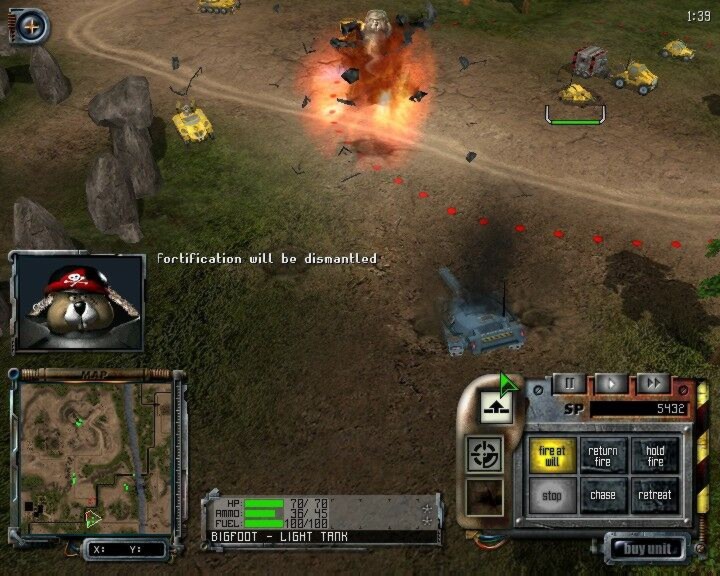 1:39
Fortification will be dismantled
MAP
SP 5432
fire at will
return fire
hold fire
stop
chase
retreat
HP: 70/ 70
AMMO: 36/ 45
FUEL: 100/100
BIGFOOT - LIGHT TANK
X: Y:
buy unit